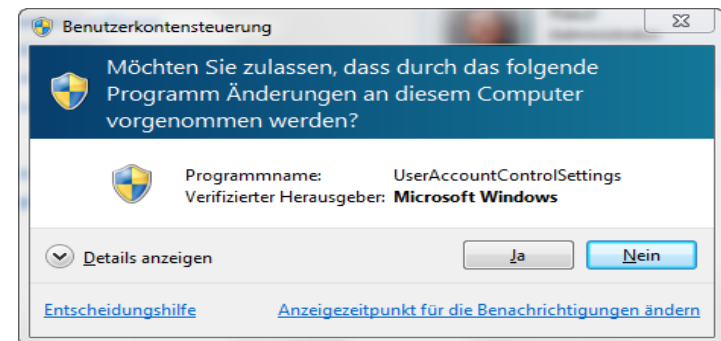 Benutzerkontensteuerung
Möchten Sie zulassen, dass durch das folgende
Programm Änderungen an diesem Computer
vorgenommen werden?
Programmname: UserAccountControlSettings
Verifizierter Herausgeber: Microsoft Windows
Details anzeigen
Ja
Nein
Entscheidungshilfe
Anzeigezeitpunkt für die Benachrichtigungen ändern